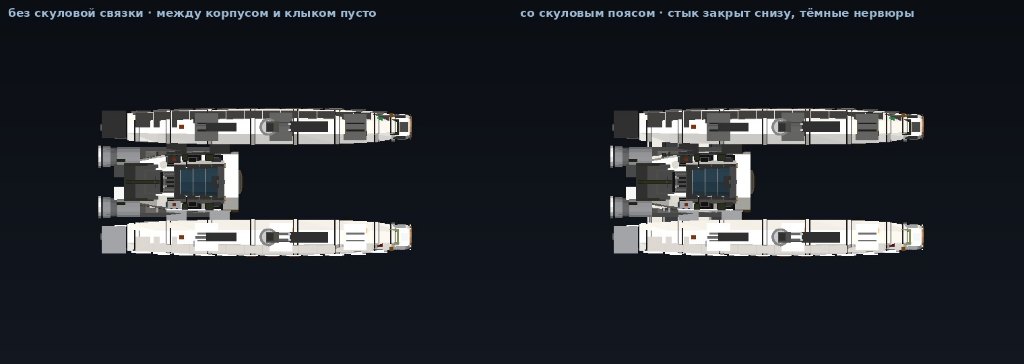 без скуловой связки · между корпусом и клыком пусто
со скуловым поясом · стык закрыт снизу, тёмные нервюры